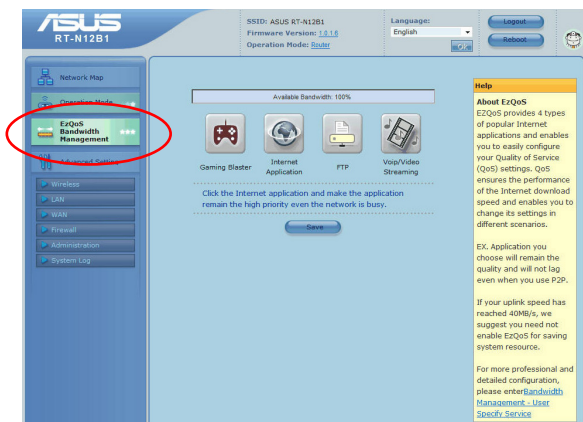 ASUS
RT-N12B1
SSID: ASUS RT-N12B1
Firmware Version: 1.0.1.6
Operation Mode: Router
Language:
English
OK
Logout
Reboot
Network Map
Operation Mode
EzQoS
Bandwidth
Management
Advanced Setting
Wireless
LAN
WAN
Firewall
Administration
System Log
Available Bandwidth: 100%
Gaming Blaster
Internet
Application
FTP
Voip/Video
Streaming
Click the Internet application and make the application
remain the high priority even the network is busy.
Save
Help
About EzQoS
EZQoS provides 4 types
of popular Internet
applications and enables
you to easily configure
your Quality of Service
(QoS) settings. QoS
ensures the performance
of the Internet download
speed and enables you to
change its settings in
different scenarios.
EX. Application you
choose will remain the
quality and will not lag
even when you use P2P.
If your uplink speed has
reached 40MB/s, we
suggest you need not
enable EzQoS for saving
system resource.
For more professional and
detailed configuration,
please enterBandwidth
Management - User
Specify Service